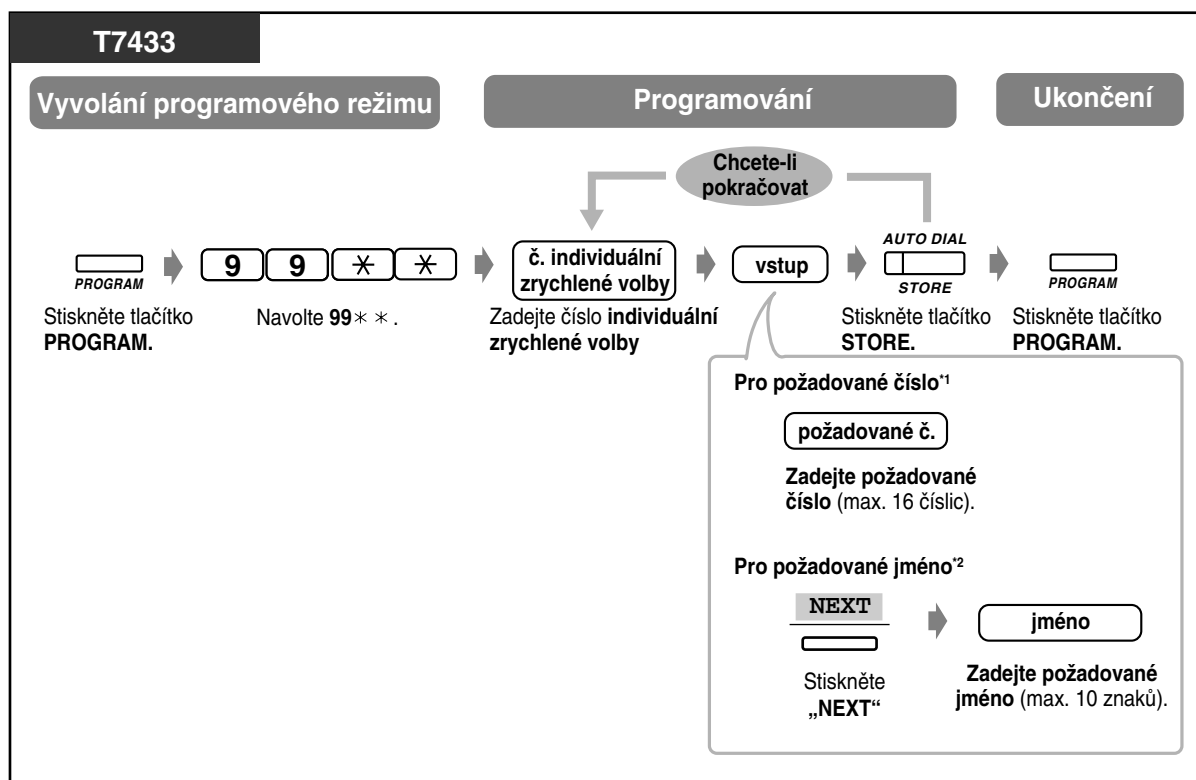 T7433
Vyvolání programového režimu
Programování
Ukončení
Chcete-li
pokračovat
PROGRAM
Stiskněte tlačítko
PROGRAM.
9 9 * *
Navolte 99* * .
č. individuální
zrychlené volby
Zadejte číslo individuální
zrychlené volby
vstup
AUTO DIAL
STORE
Stiskněte tlačítko
STORE.
PROGRAM
Stiskněte tlačítko
PROGRAM.
Pro požadované číslo*1
požadované č.
Zadejte požadované
číslo (max. 16 číslic).
Pro požadované jméno*2
NEXT
Stiskněte
„NEXT“
jméno
Zadejte požadované
jméno (max. 10 znaků).